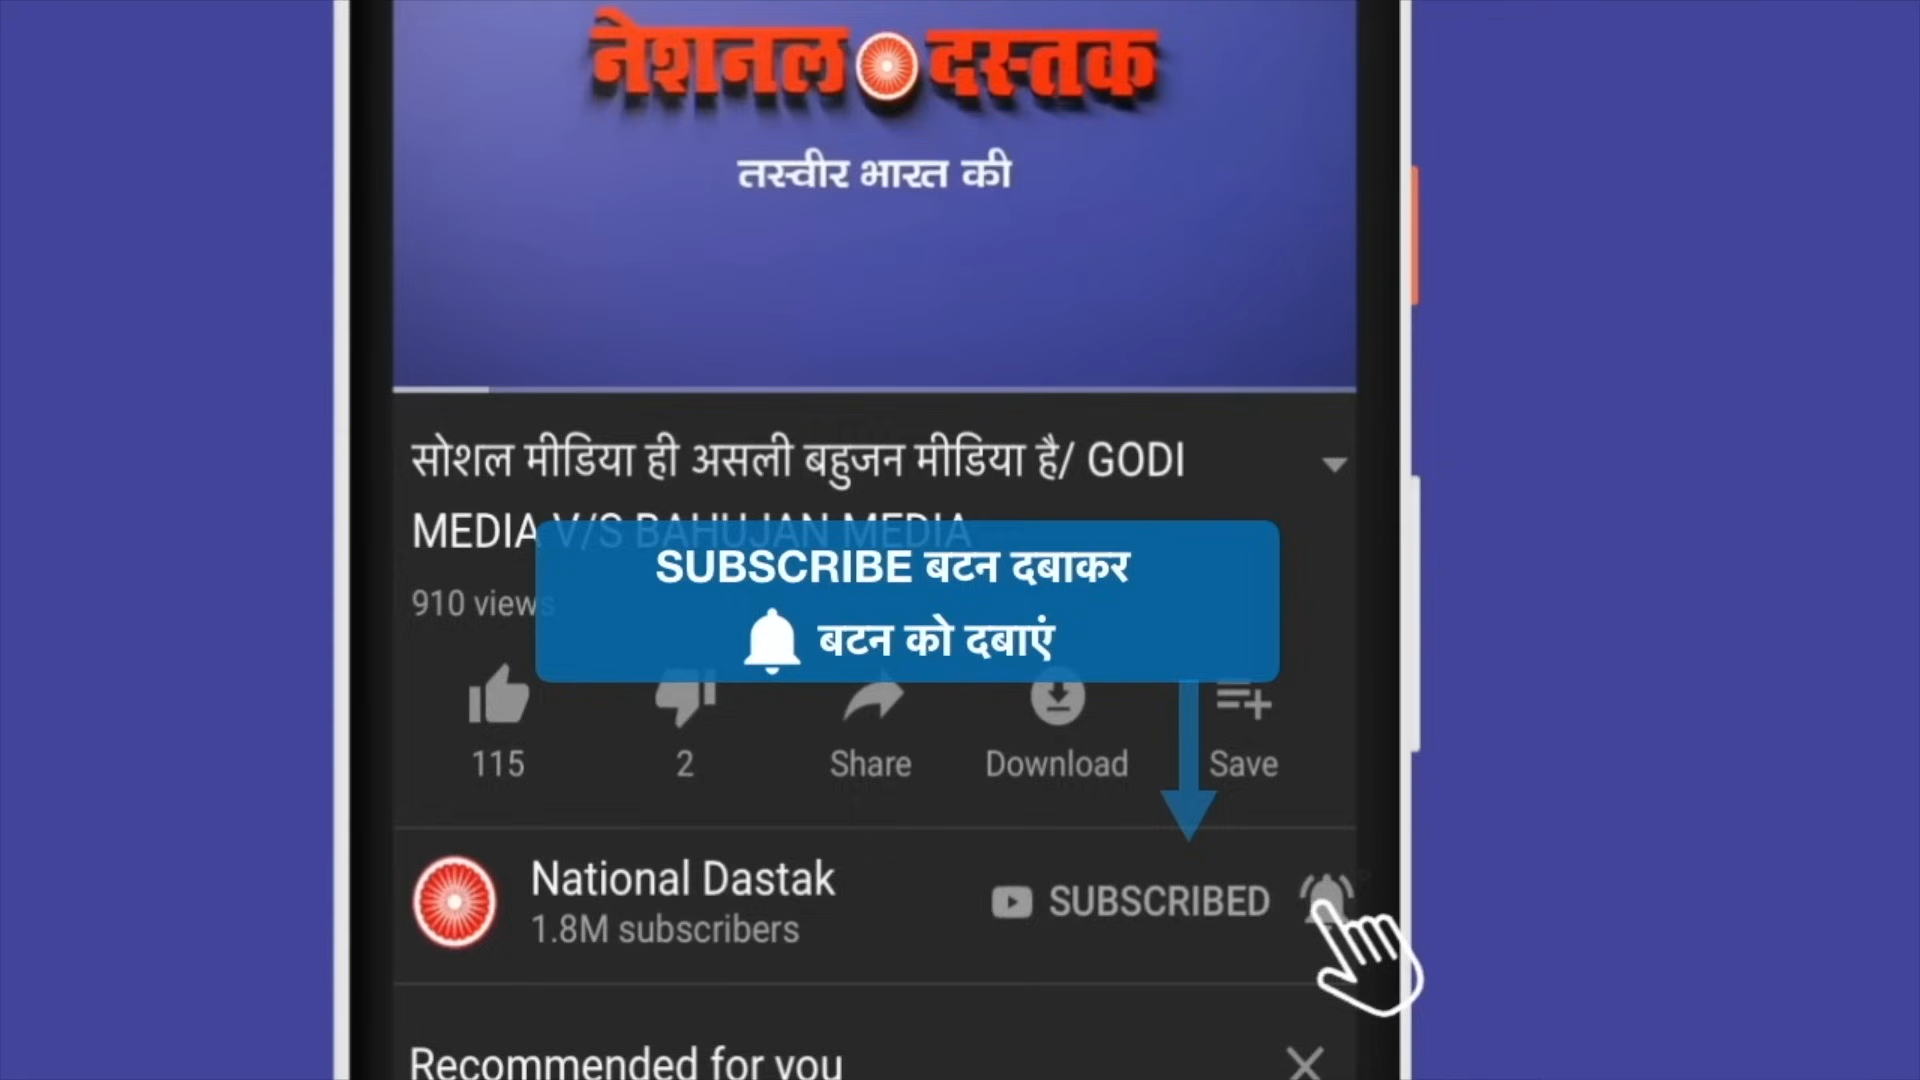 नेशनल दस्तक
तस्वीर भारत की
सोशल मीडिया ही असली बहुजन मीडिया है/ GODI
MEDIA V/S BAHUJAN MEDIA
910 views
SUBSCRIBE बटन दबाकर
बटन को दबाएं
115
2
Share
Download
Save
National Dastak
1.8M subscribers
SUBSCRIBED
Recommended for you